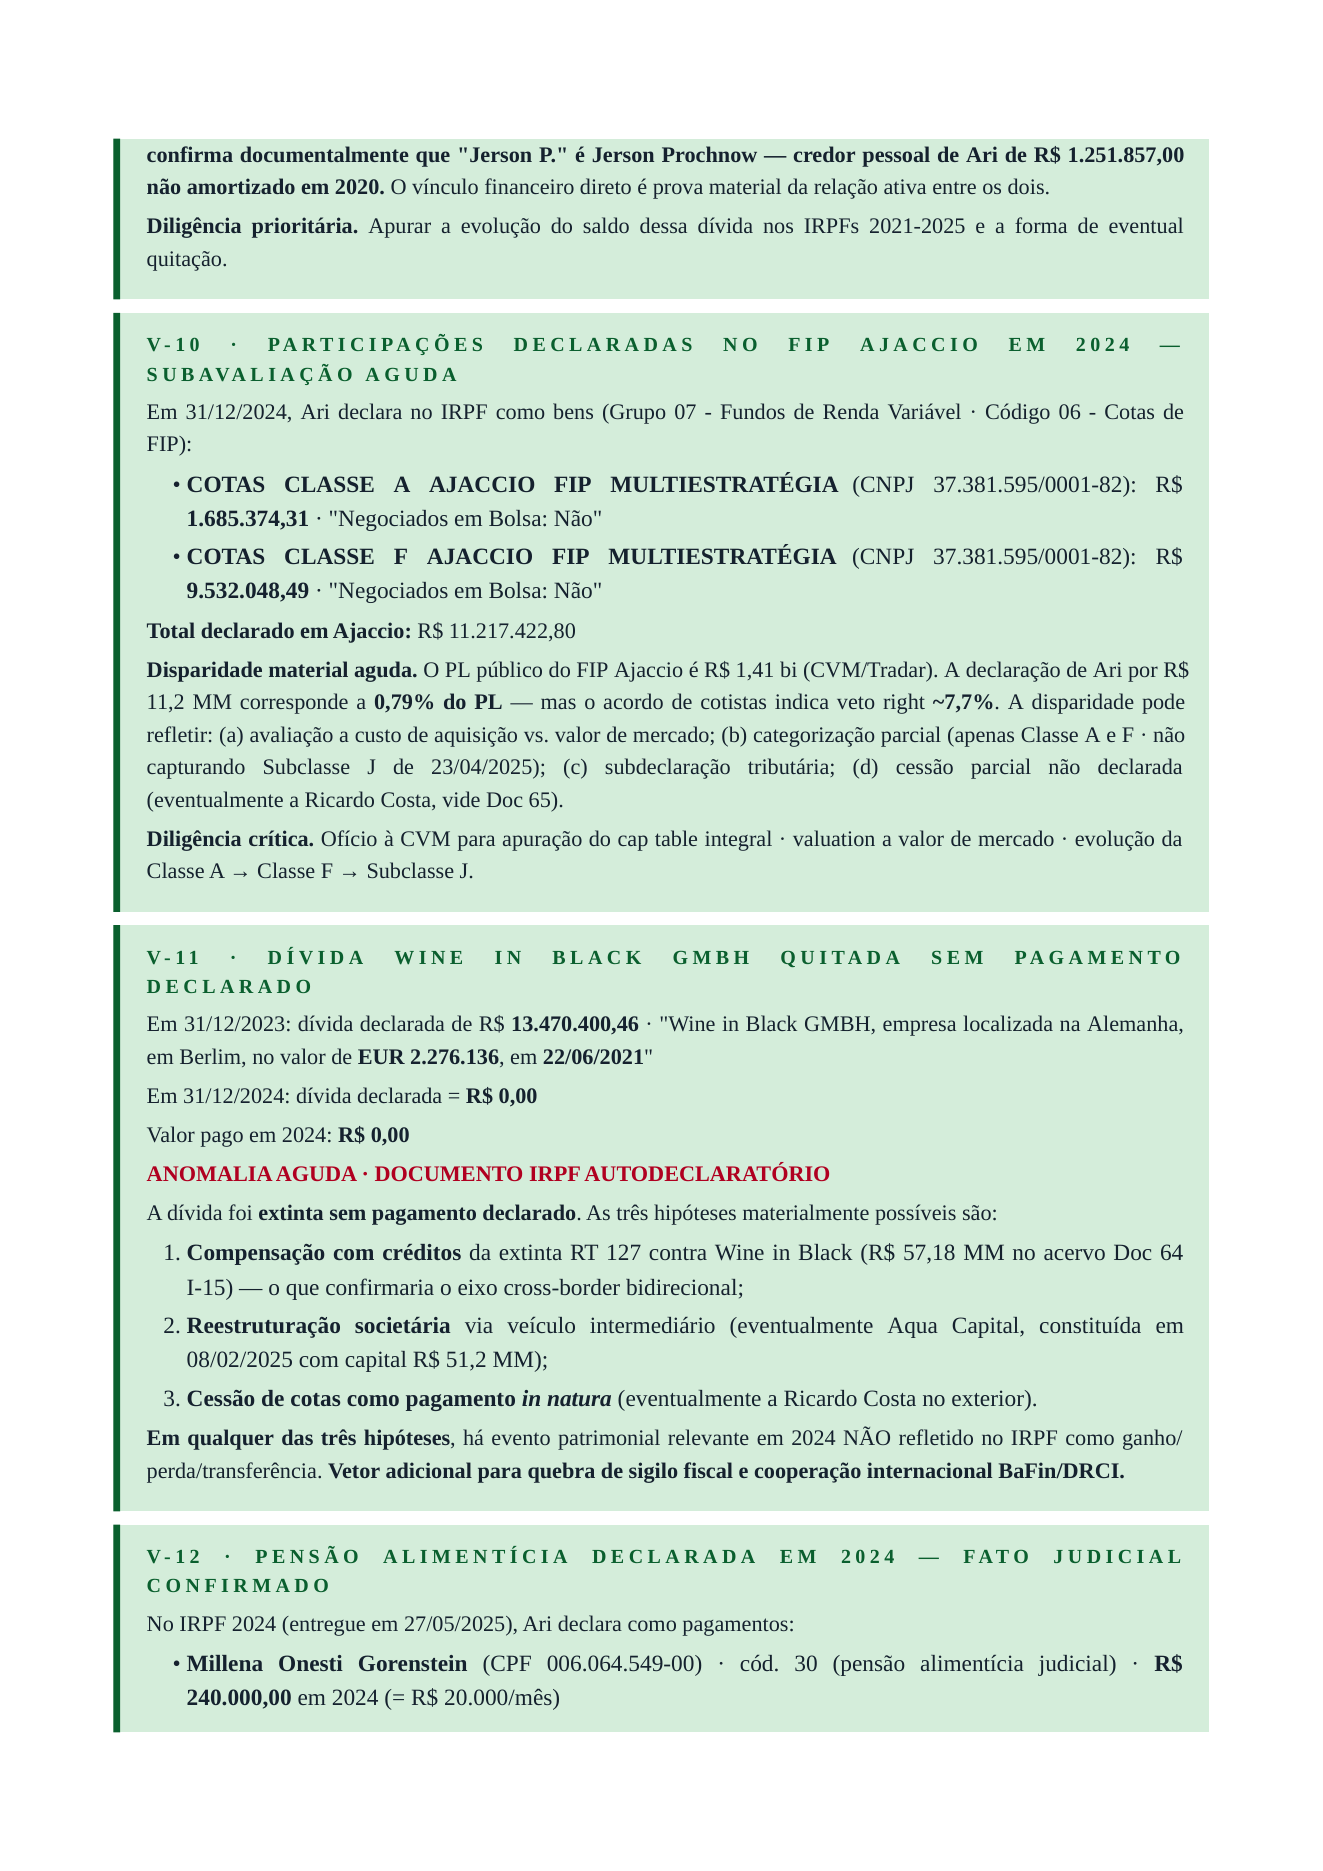 confirma documentalmente que "Jerson P." é Jerson Prochnow — credor pessoal de Ari de R$ 1.251.857,00
não amortizado em 2020. O vínculo financeiro direto é prova material da relação ativa entre os dois.
Diligência prioritária. Apurar a evolução do saldo dessa dívida nos IRPFs 2021-2025 e a forma de eventual
quitação.
V-10 · PARTICIPAÇÕES DECLARADAS NO FIP AJACCIO EM 2024 —
SUBAVALIAÇÃO AGUDA
Em 31/12/2024, Ari declara no IRPF como bens (Grupo 07 - Fundos de Renda Variável · Código 06 - Cotas de
FIP):
• COTAS CLASSE A AJACCIO FIP MULTIESTRATÉGIA (CNPJ 37.381.595/0001-82): R$
1.685.374,31 · "Negociados em Bolsa: Não"
• COTAS CLASSE F AJACCIO FIP MULTIESTRATÉGIA (CNPJ 37.381.595/0001-82): R$
9.532.048,49 · "Negociados em Bolsa: Não"
Total declarado em Ajaccio: R$ 11.217.422,80
Disparidade material aguda. O PL público do FIP Ajaccio é R$ 1,41 bi (CVM/Tradar). A declaração de Ari por R$
11,2 MM corresponde a 0,79% do PL — mas o acordo de cotistas indica veto right ~7,7%. A disparidade pode
refletir: (a) avaliação a custo de aquisição vs. valor de mercado; (b) categorização parcial (apenas Classe A e F · não
capturando Subclasse J de 23/04/2025); (c) subdeclaração tributária; (d) cessão parcial não declarada
(eventualmente a Ricardo Costa, vide Doc 65).
Diligência crítica. Ofício à CVM para apuração do cap table integral · valuation a valor de mercado · evolução da
Classe A → Classe F → Subclasse J.
V-11 · DÍVIDA WINE IN BLACK GMBH QUITADA SEM PAGAMENTO
DECLARADO
Em 31/12/2023: dívida declarada de R$ 13.470.400,46 · "Wine in Black GMBH, empresa localizada na Alemanha,
em Berlim, no valor de EUR 2.276.136, em 22/06/2021"
Em 31/12/2024: dívida declarada = R$ 0,00
Valor pago em 2024: R$ 0,00
ANOMALIA AGUDA · DOCUMENTO IRPF AUTODECLARATÓRIO
A dívida foi extinta sem pagamento declarado. As três hipóteses materialmente possíveis são:
1. Compensação com créditos da extinta RT 127 contra Wine in Black (R$ 57,18 MM no acervo Doc 64
I-15) — o que confirmaria o eixo cross-border bidirecional;
2. Reestruturação societária via veículo intermediário (eventualmente Aqua Capital, constituída em
08/02/2025 com capital R$ 51,2 MM);
3. Cessão de cotas como pagamento in natura (eventualmente a Ricardo Costa no exterior).
Em qualquer das três hipóteses, há evento patrimonial relevante em 2024 NÃO refletido no IRPF como ganho/
perda/transferência. Vetor adicional para quebra de sigilo fiscal e cooperação internacional BaFin/DRCI.
V-12 · PENSÃO ALIMENTÍCIA DECLARADA EM 2024 — FATO JUDICIAL
CONFIRMADO
No IRPF 2024 (entregue em 27/05/2025), Ari declara como pagamentos:
• Millena Onesti Gorenstein (CPF 006.064.549-00) · cód. 30 (pensão alimentícia judicial) · R$
240.000,00 em 2024 (= R$ 20.000/mês)